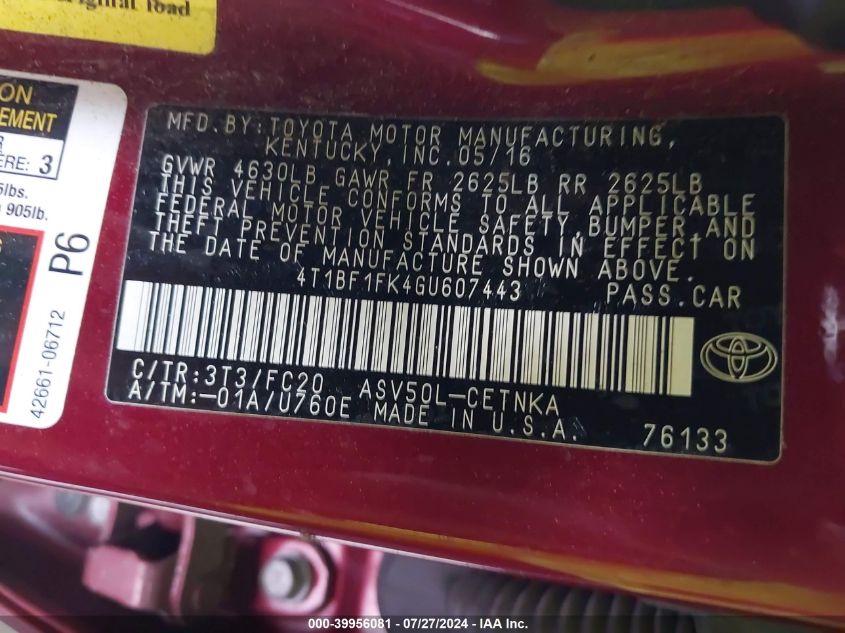 original load
ON
EMENT
R
ERE: 3
lbs.
905lb.
P6
42661-06712
MFD. BY: TOYOTA MOTOR MANUFACTURING,
KENTUCKY, INC. 05/16
GVWR 4630LB GAWR FR 2625LB RR 2625LB
THIS VEHICLE CONFORMS TO ALL APPLICABLE
FEDERAL MOTOR VEHICLE SAFETY, BUMPER, AND
THEFT PREVENTION STANDARDS IN EFFECT ON
THE DATE OF MANUFACTURE SHOWN ABOVE.
4T1BF1FK4GU607443 PASS.CAR
C/TR:3T3/FC20 ASV50L-CETNKA
A/TM:-01A/U760E MADE IN U.S.A.
76133
000-39956081 - 07/27/2024 - IAA Inc.